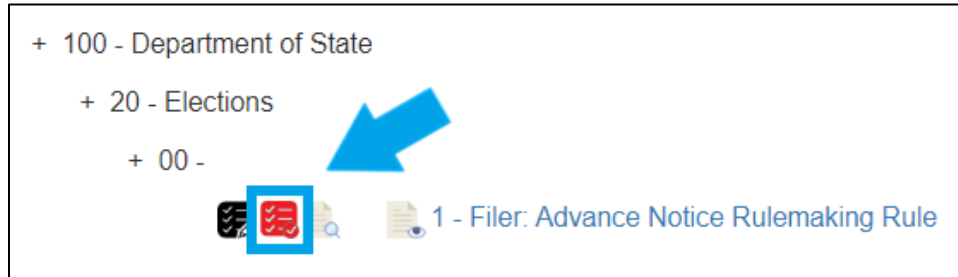 + 100 - Department of State
+ 20 - Elections
+ 00 -
1 - Filer: Advance Notice Rulemaking Rule